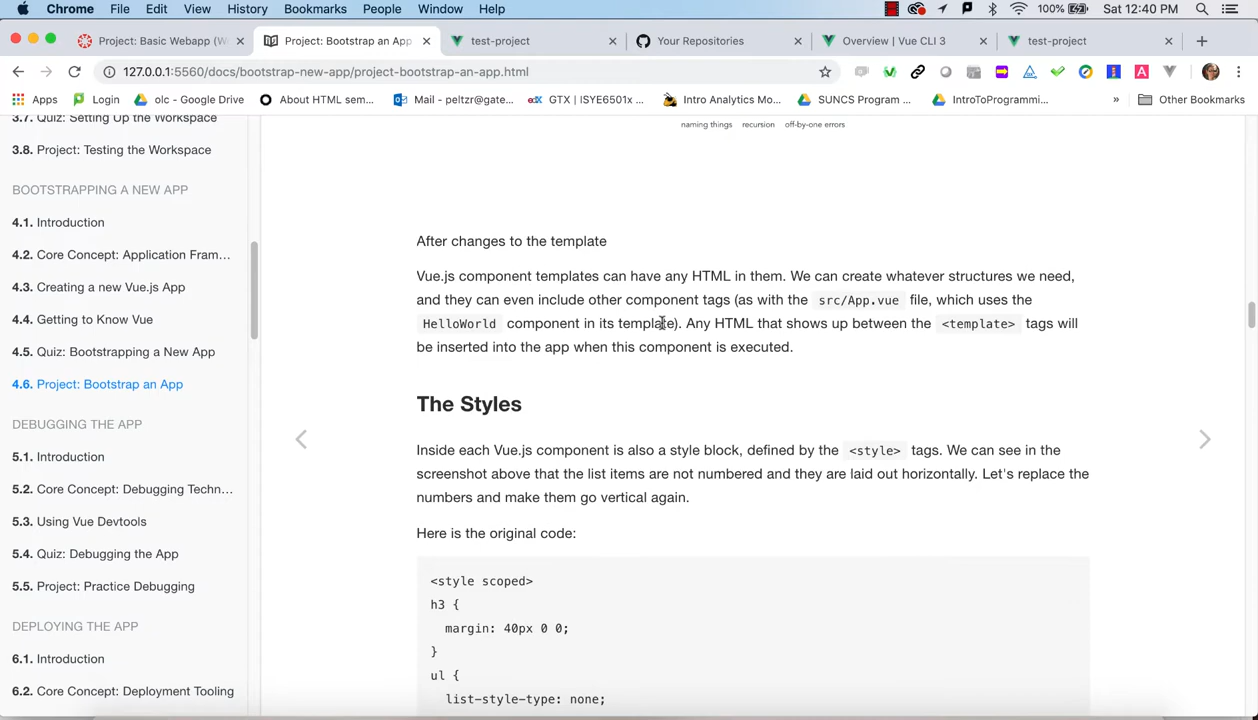 Chrome File Edit View History Bookmarks People Window Help 100% Sat 12:40 PM
Project: Basic Webapp (W
Project: Bootstrap an App
test-project
Your Repositories
Overview | Vue CLI 3
test-project
127.0.0.1:5560/docs/bootstrap-new-app/project-bootstrap-an-app.html
Apps Login olc - Google Drive About HTML sem... Mail - peltzr@gate... GTX | ISYE6501x ... Intro Analytics Mo... SUNCS Program ... IntroToProgrammi... » Other Bookmarks
3.7. Quiz: Setting Up the Workspace
3.8. Project: Testing the Workspace
BOOTSTRAPPING A NEW APP
4.1. Introduction
4.2. Core Concept: Application Fram...
4.3. Creating a new Vue.js App
4.4. Getting to Know Vue
4.5. Quiz: Bootstrapping a New App
4.6. Project: Bootstrap an App
DEBUGGING THE APP
5.1. Introduction
5.2. Core Concept: Debugging Techn...
5.3. Using Vue Devtools
5.4. Quiz: Debugging the App
5.5. Project: Practice Debugging
DEPLOYING THE APP
6.1. Introduction
6.2. Core Concept: Deployment Tooling
naming things recursion off-by-one errors
After changes to the template
Vue.js component templates can have any HTML in them. We can create whatever structures we need,
and they can even include other component tags (as with the src/App.vue file, which uses the
HelloWorld component in its template). Any HTML that shows up between the <template> tags will
be inserted into the app when this component is executed.
The Styles
Inside each Vue.js component is also a style block, defined by the <style> tags. We can see in the
screenshot above that the list items are not numbered and they are laid out horizontally. Let's replace the
numbers and make them go vertical again.
Here is the original code:
<style scoped>
h3 {
margin: 40px 0 0;
}
ul {
list-style-type: none;